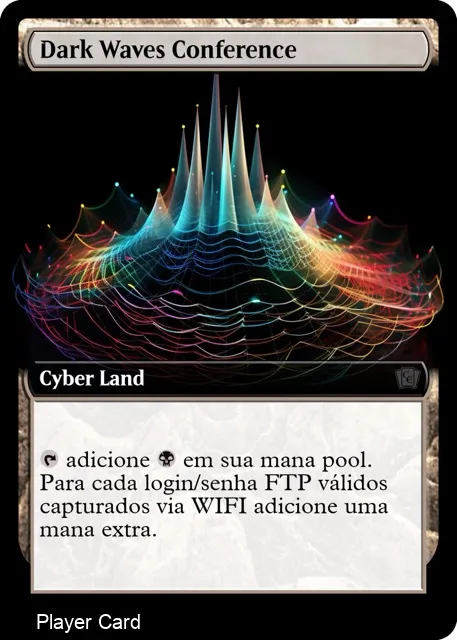 Dark Waves Conference
Cyber Land
adicione em sua mana pool.
Para cada login/senha FTP válidos
capturados via WIFI adicione uma
mana extra.
Player Card